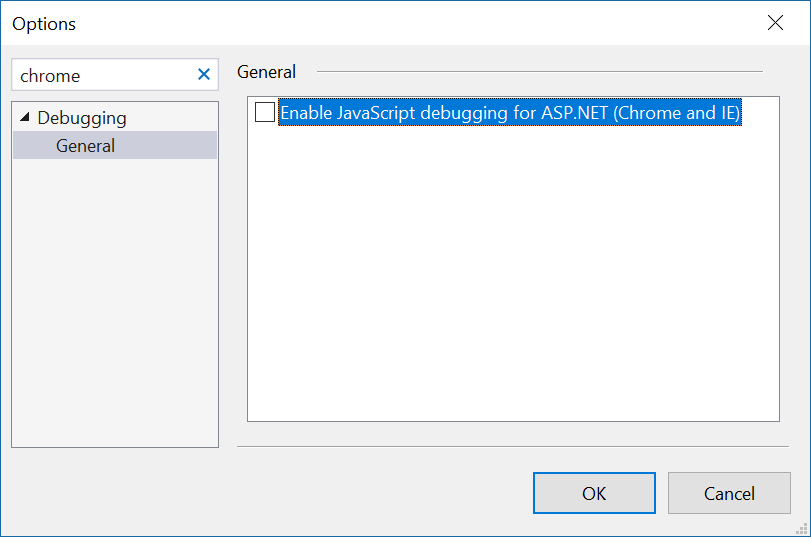 Options
chrome
General
Debugging
General
Enable JavaScript debugging for ASP.NET (Chrome and IE)
OK
Cancel